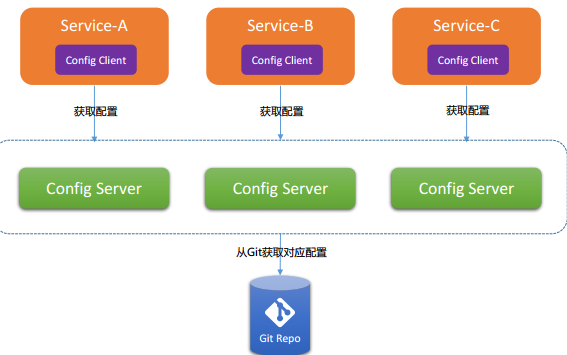 Service-A
Service-B
Service-C
Config Client
Config Client
Config Client
获取配置
获取配置
获取配置
Config Server
Config Server
Config Server
从Git获取对应配置
Git Repo